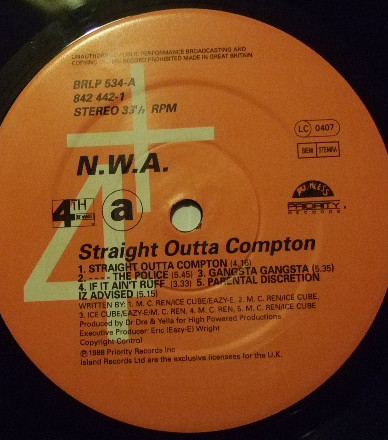 UNAUTHORISED PUBLIC PERFORMANCE BROADCASTING AND
COPYING OF THIS RECORD PROHIBITED MADE IN GREAT BRITAIN
BRLP 534-A
842 442-1
STEREO 33⅓ RPM
LC 0407
BIEM STEMRA
N.W.A.
4TH
a
RUTHLESS
PRIORITY
RECORDS
Straight Outta Compton
1. STRAIGHT OUTTA COMPTON (4.15)
2. ---- THE POLICE (5.45) 3. GANGSTA GANGSTA (5.35)
4. IF IT AIN'T RUFF (3.33) 5. PARENTAL DISCRETION
IZ ADVISED (5.15)
WRITTEN BY: 1. M.C. REN/ICE CUBE/EAZY-E, 2. M.C. REN/ICE CUBE,
3. ICE CUBE/EAZY-E/M.C. REN, 4. M.C. REN, 5. M.C. REN/ICE CUBE
Produced by Dr Dre & Yella for High Powered Productions
Executive Producer: Eric (Eazy-E) Wright
Copyright Control
℗1988 Priority Records Inc
Island Records Ltd are the exclusive licensees for the U.K.